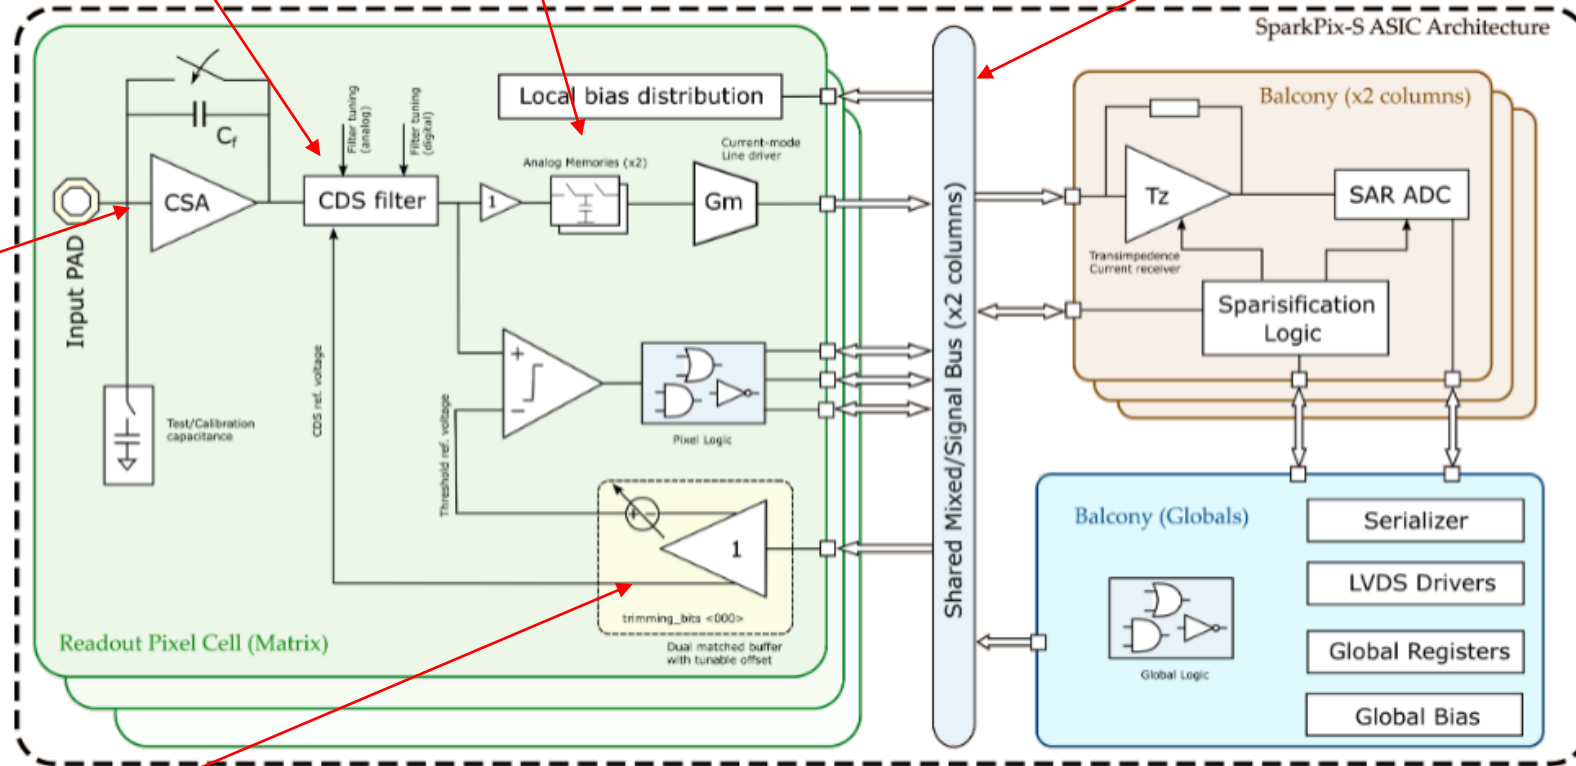 SparkPix-S ASIC Architecture
Local bias distribution
Cf
Filter tuning
(analog)
Filter tuning
(digital)
Analog Memories (x2)
Current-mode
Line driver
CSA
CDS filter
1
Gm
Input PAD
Test/Calibration
capacitance
CDS ref. voltage
Threshold ref. voltage
+
−
Pixel Logic
+ −
1
trimming_bits <000>
Dual matched buffer
with tunable offset
Readout Pixel Cell (Matrix)
Shared Mixed/Signal Bus (x2 columns)
Balcony (x2 columns)
Tz
SAR ADC
Transimpedence
Current receiver
Sparisification
Logic
Balcony (Globals)
Global Logic
Serializer
LVDS Drivers
Global Registers
Global Bias